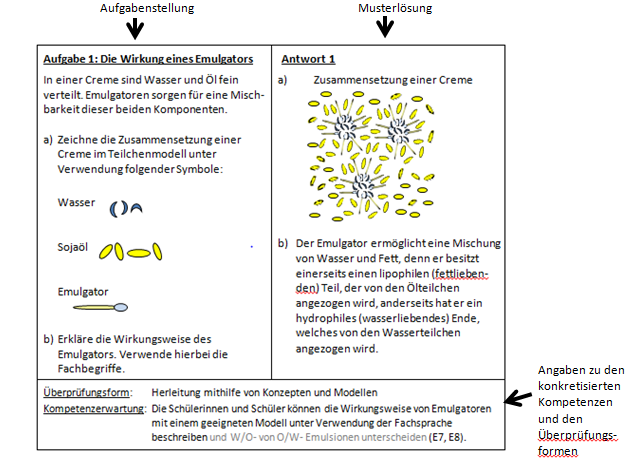 Aufgabenstellung
Musterlösung
Aufgabe 1: Die Wirkung eines Emulgators
In einer Creme sind Wasser und Öl fein
verteilt. Emulgatoren sorgen für eine Misch-
barkeit dieser beiden Komponenten.
a) Zeichne die Zusammensetzung einer
Creme im Teilchenmodell unter
Verwendung folgender Symbole:
Wasser
Sojaöl
Emulgator
b) Erkläre die Wirkungsweise des
Emulgators. Verwende hierbei die
Fachbegriffe.
Antwort 1
a) Zusammensetzung einer Creme
b) Der Emulgator ermöglicht eine Mischung
von Wasser und Fett, denn er besitzt
einerseits einen lipophilen (fettlieben-
den) Teil, der von den Ölteilchen
angezogen wird, anderseits hat er ein
hydrophiles (wasserliebendes) Ende,
welches von den Wasserteilchen
angezogen wird.
Überprüfungsform: Herleitung mithilfe von Konzepten und Modellen
Kompetenzerwartung: Die Schülerinnen und Schüler können die Wirkungsweise von Emulgatoren
mit einem geeigneten Modell unter Verwendung der Fachsprache
beschreiben und W/O- von O/W- Emulsionen unterscheiden (E7, E8).
Angaben zu den
konkretisierten
Kompetenzen
und den
Überprüfungs-
formen